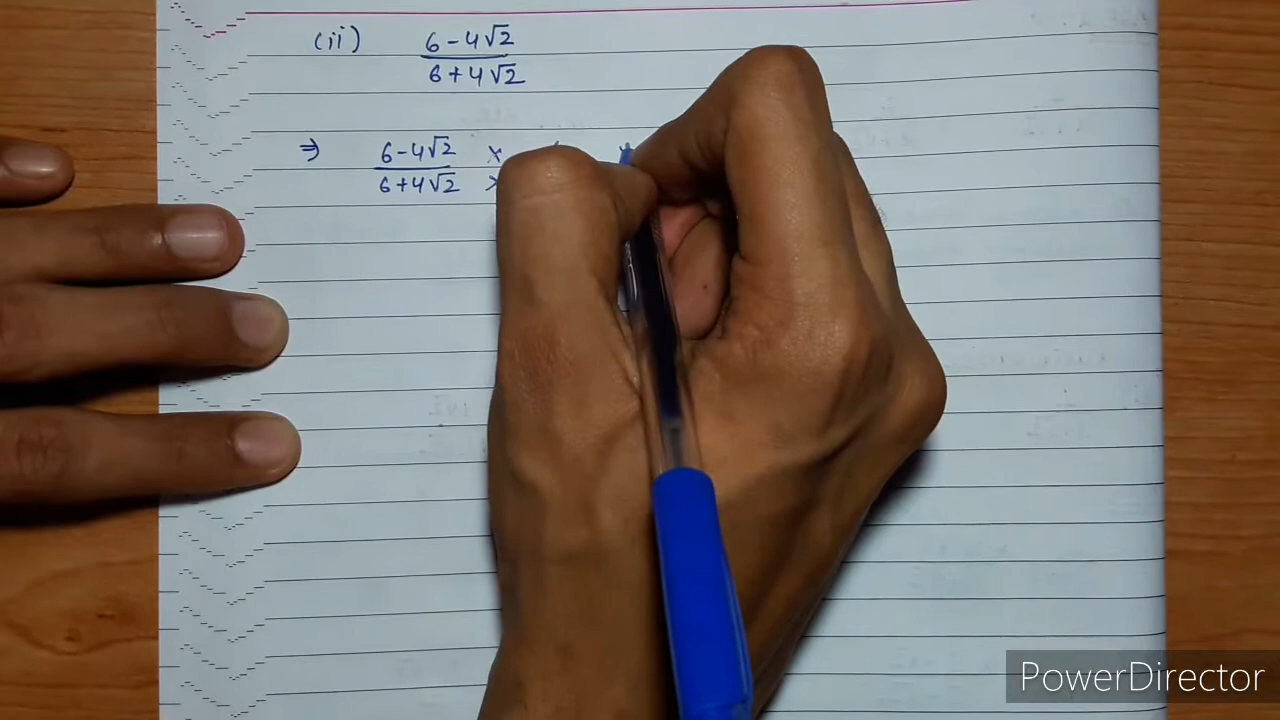 (ii) 6-4√2
6+4√2
⇒ 6-4√2 ×
6+4√2 ×
PowerDirector